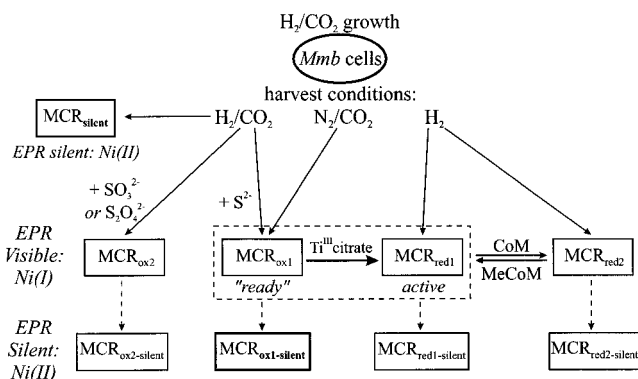 H₂/CO₂ growth
Mmb cells
harvest conditions:
MCRsilent
H₂/CO₂
N₂/CO₂
H₂
EPR silent: Ni(II)
+ SO₃²⁻
or S₂O₄²⁻
+ S²⁻
EPR
Visible:
Ni(I)
MCRox2
MCRox1
TiᴵᴵᴵcitratE
MCRred1
CoM
MeCoM
MCRred2
"ready"
active
EPR
Silent:
Ni(II)
MCRox2-silent
MCRox1-silent
MCRred1-silent
MCRred2-silent